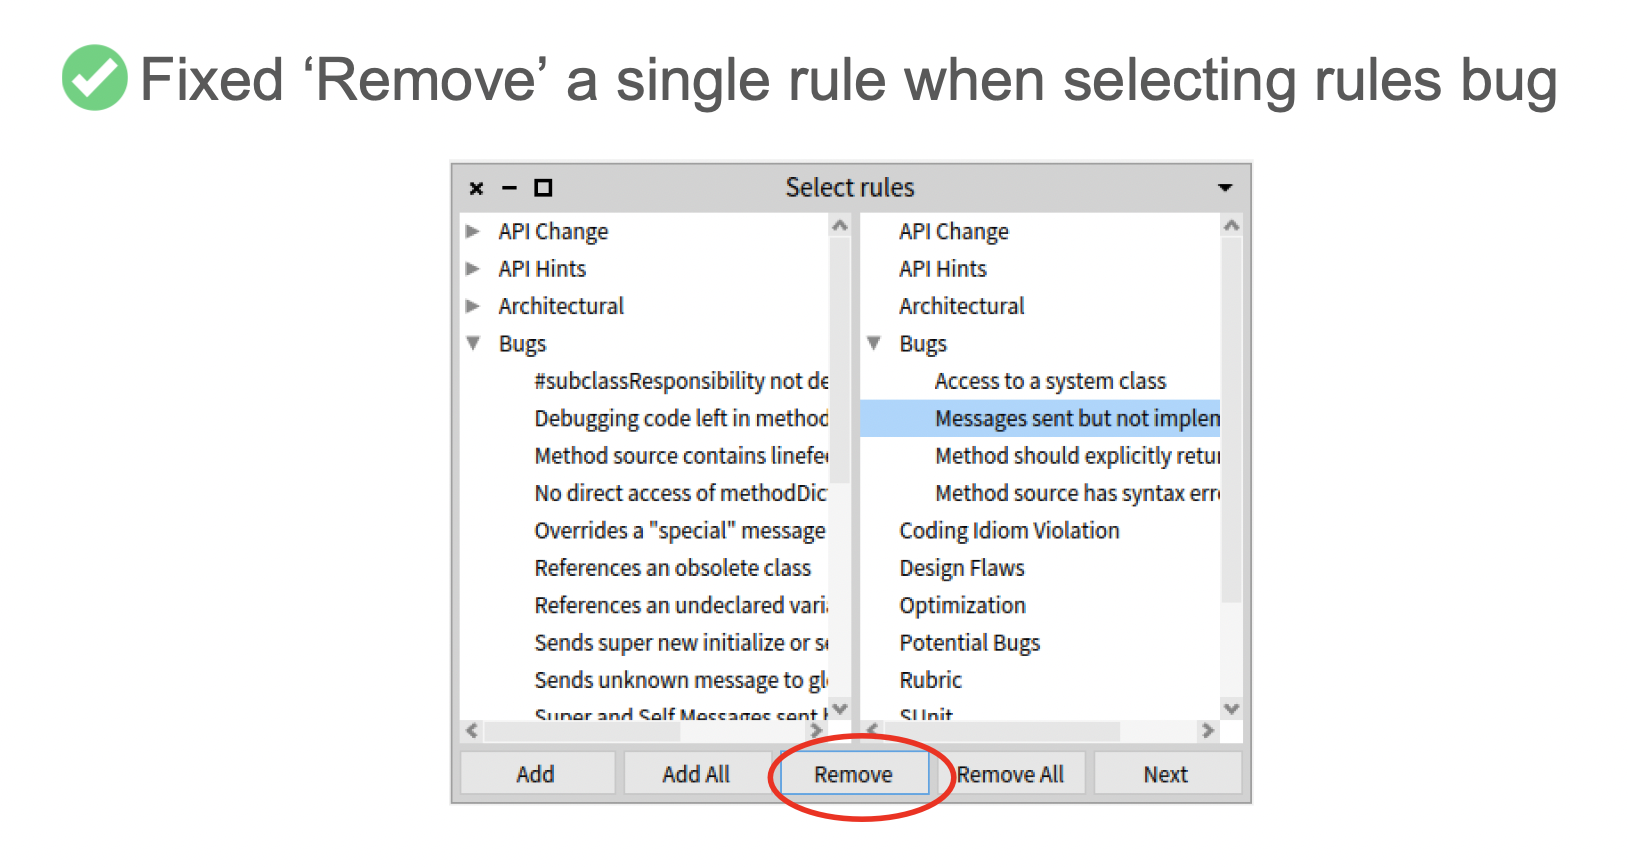 Fixed ‘Remove’ a single rule when selecting rules bug
Select rules
API Change
API Hints
Architectural
Bugs
#subclassResponsibility not de
Debugging code left in method
Method source contains linefe
No direct access of methodDic
Overrides a "special" message
References an obsolete class
References an undeclared vari
Sends super new initialize or s
Sends unknown message to gl
Super and Self Messages sent
API Change
API Hints
Architectural
Bugs
Access to a system class
Messages sent but not implem
Method should explicitly retur
Method source has syntax err
Coding Idiom Violation
Design Flaws
Optimization
Potential Bugs
Rubric
SUnit
Add
Add All
Remove
Remove All
Next